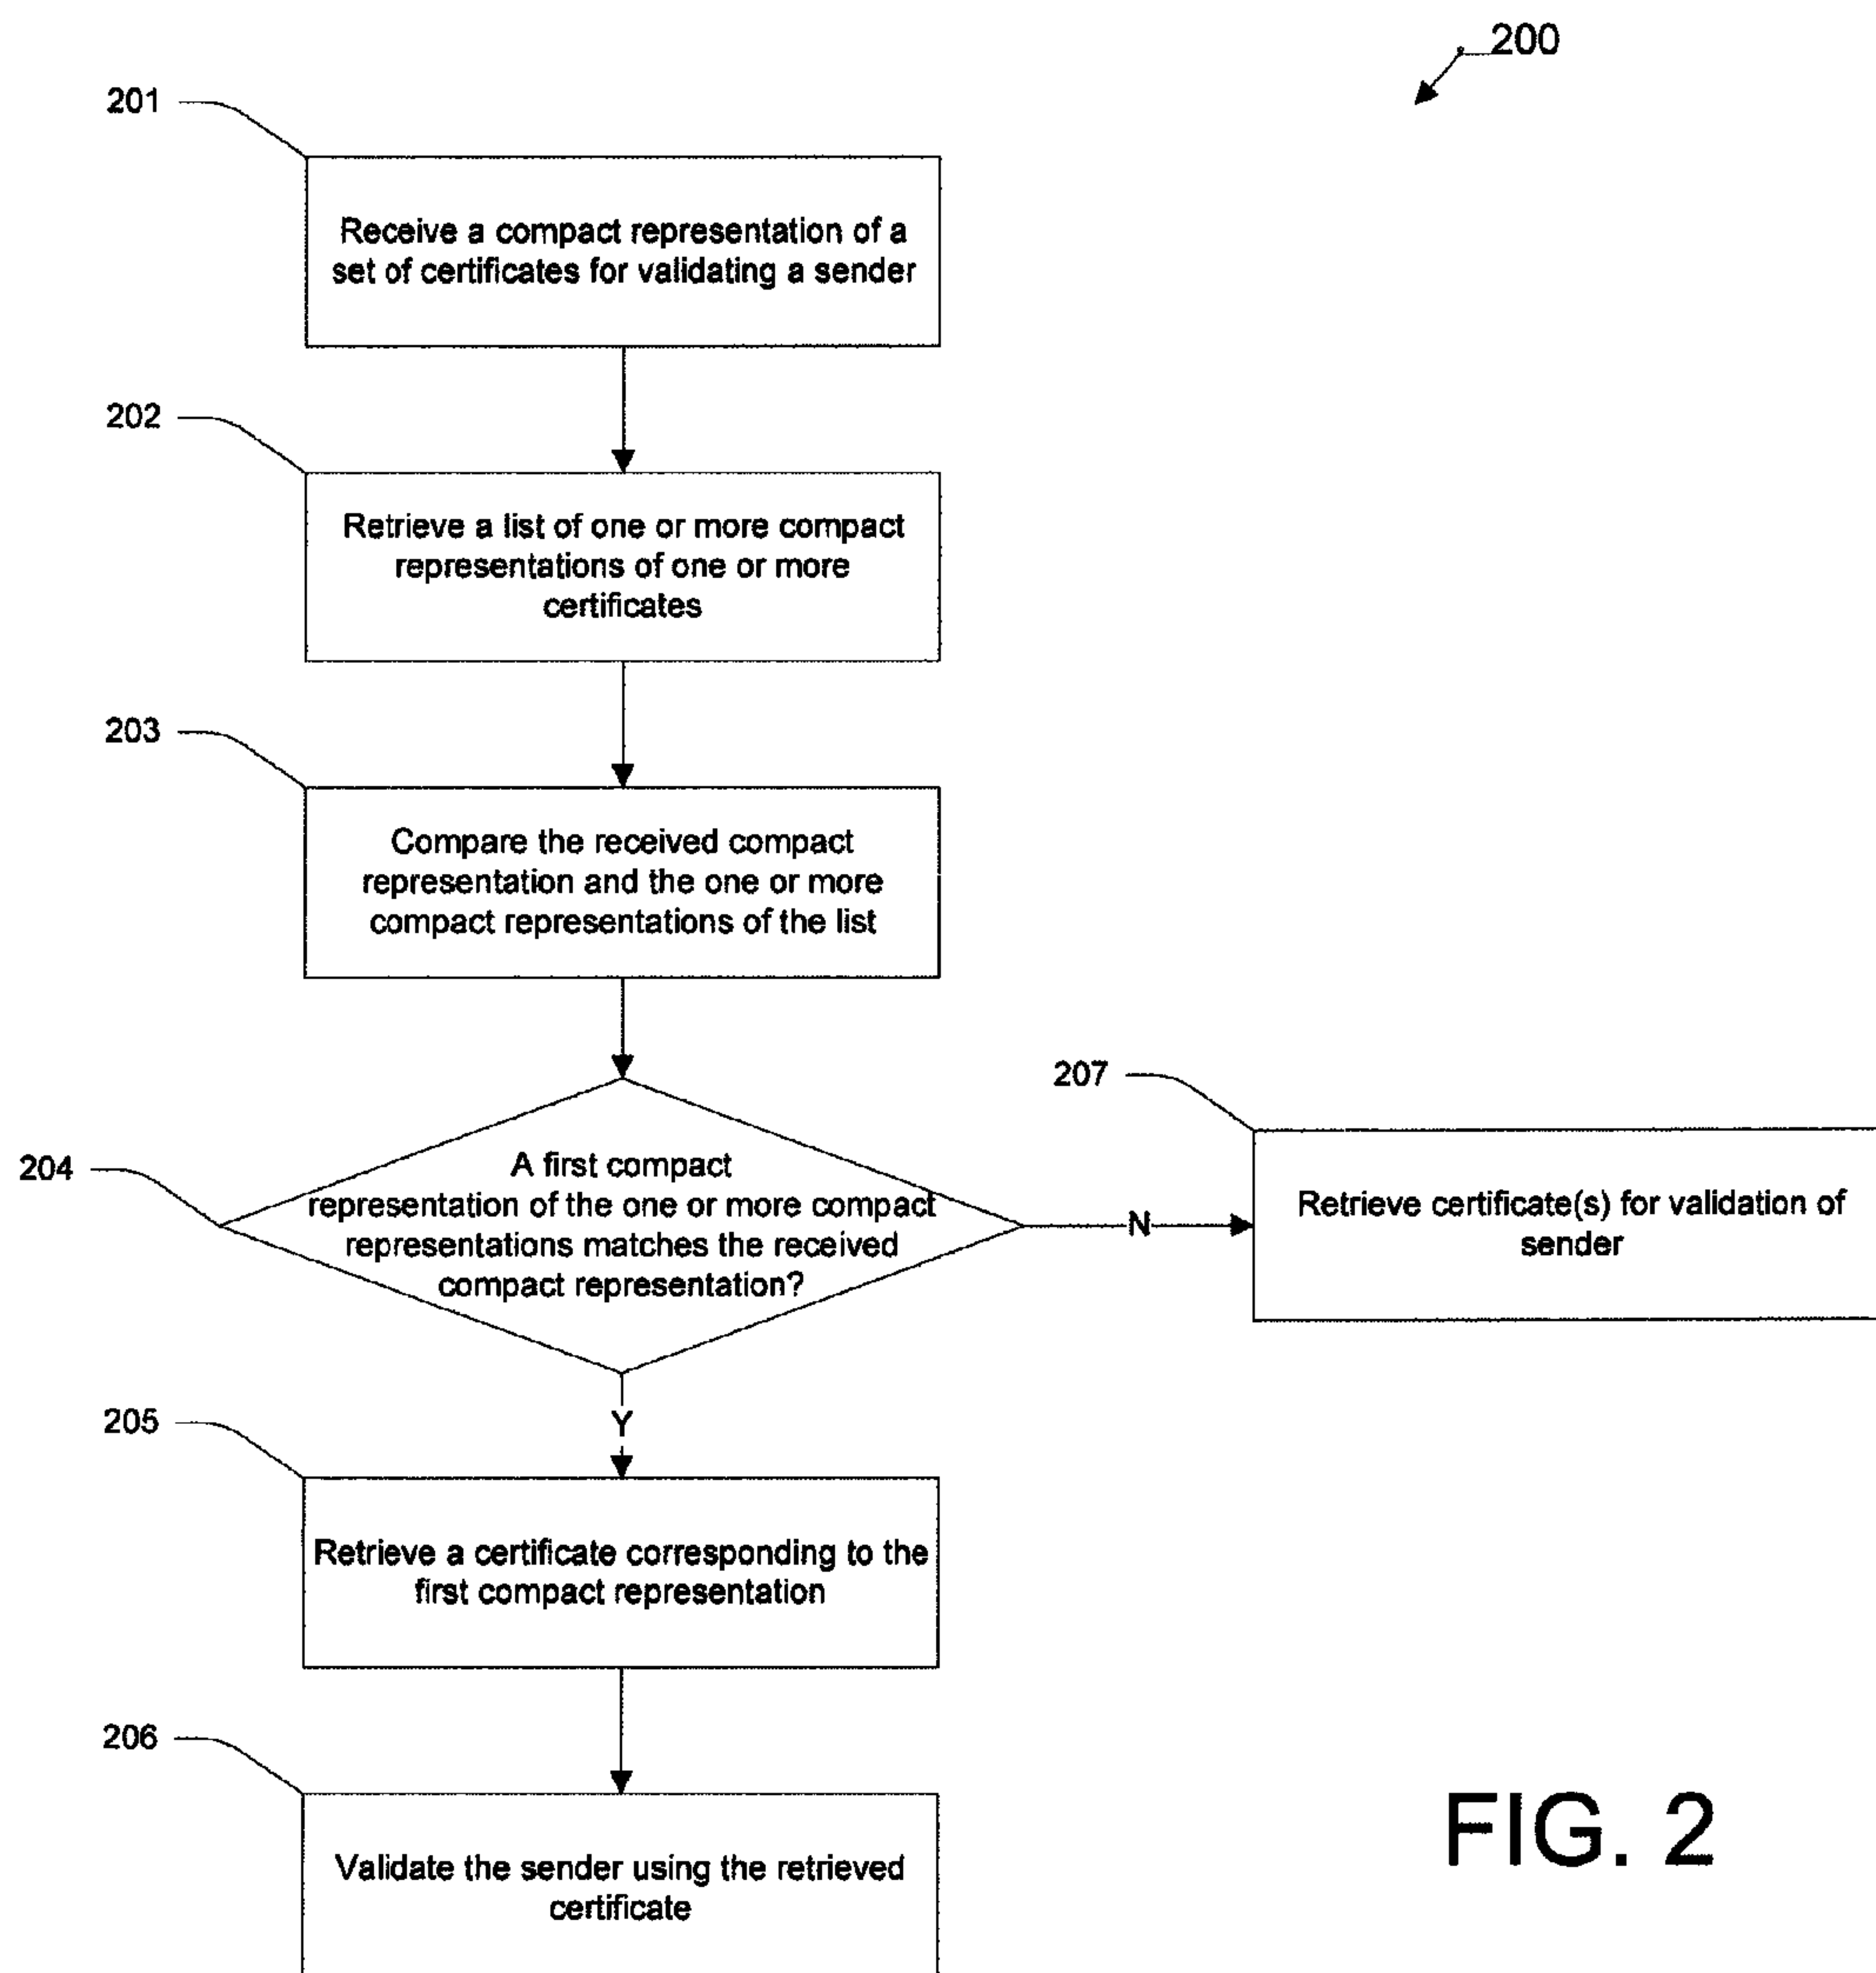 200
201
Receive a compact representation of a
set of certificates for validating a sender
202
Retrieve a list of one or more compact
representations of one or more
certificates
203
Compare the received compact
representation and the one or more
compact representations of the list
204
A first compact
representation of the one or more compact
representations matches the received
compact representation?
N
207
Retrieve certificate(s) for validation of
sender
Y
205
Retrieve a certificate corresponding to the
first compact representation
206
Validate the sender using the retrieved
certificate
FIG. 2